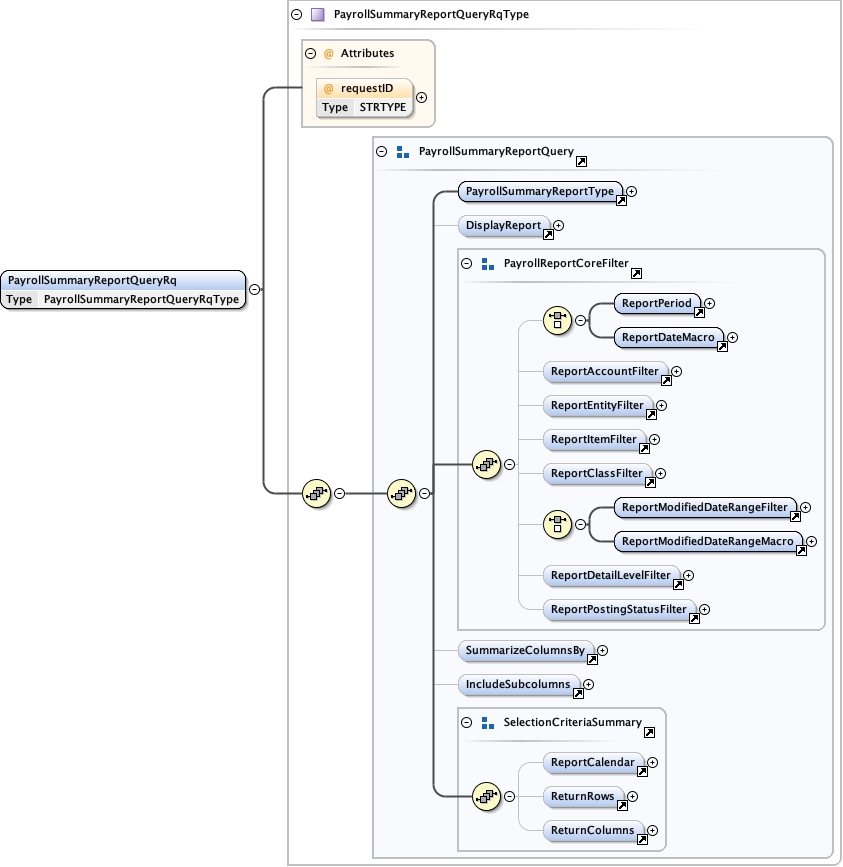 PayrollSummaryReportQueryRqType
@ Attributes
@ requestID
Type STRTYPE
PayrollSummaryReportQuery
PayrollSummaryReportType
DisplayReport
PayrollReportCoreFilter
PayrollSummaryReportQueryRq
Type PayrollSummaryReportQueryRqType
ReportPeriod
ReportDateMacro
ReportAccountFilter
ReportEntityFilter
ReportItemFilter
ReportClassFilter
ReportModifiedDateRangeFilter
ReportModifiedDateRangeMacro
ReportDetailLevelFilter
ReportPostingStatusFilter
SummarizeColumnsBy
IncludeSubcolumns
SelectionCriteriaSummary
ReportCalendar
ReturnRows
ReturnColumns